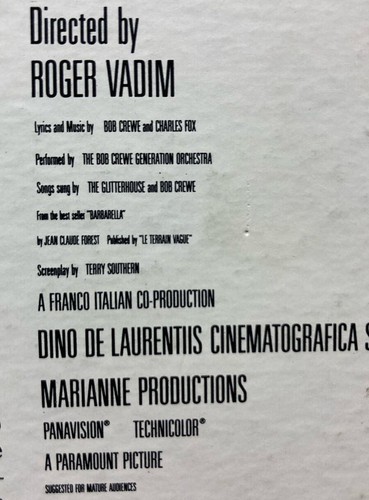 Directed by
ROGER VADIM
Lyrics and Music by BOB CREWE and CHARLES FOX
Performed by THE BOB CREWE GENERATION ORCHESTRA
Songs sung by THE GLITTERHOUSE and BOB CREWE
From the best seller "BARBARELLA"
by JEAN CLAUDE FOREST Published by "LE TERRAIN VAGUE"
Screenplay by TERRY SOUTHERN
A FRANCO ITALIAN CO-PRODUCTION
DINO DE LAURENTIIS CINEMATOGRAFICA S
MARIANNE PRODUCTIONS
PANAVISION® TECHNICOLOR®
A PARAMOUNT PICTURE
SUGGESTED FOR MATURE AUDIENCES